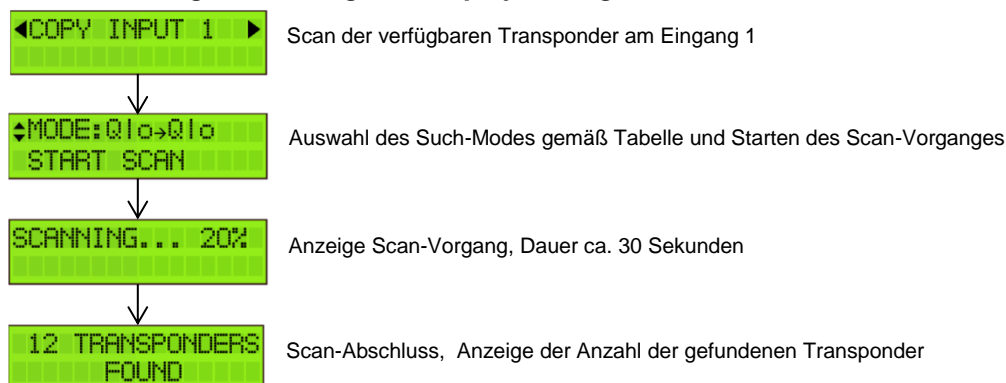 ◄COPY INPUT 1 ►
Scan der verfügbaren Transponder am Eingang 1
MODE:Qlo→Qlo
START SCAN
Auswahl des Such-Modes gemäß Tabelle und Starten des Scan-Vorganges
SCANNING... 20%
Anzeige Scan-Vorgang, Dauer ca. 30 Sekunden
12 TRANSPONDERS
FOUND
Scan-Abschluss, Anzeige der Anzahl der gefundenen Transponder